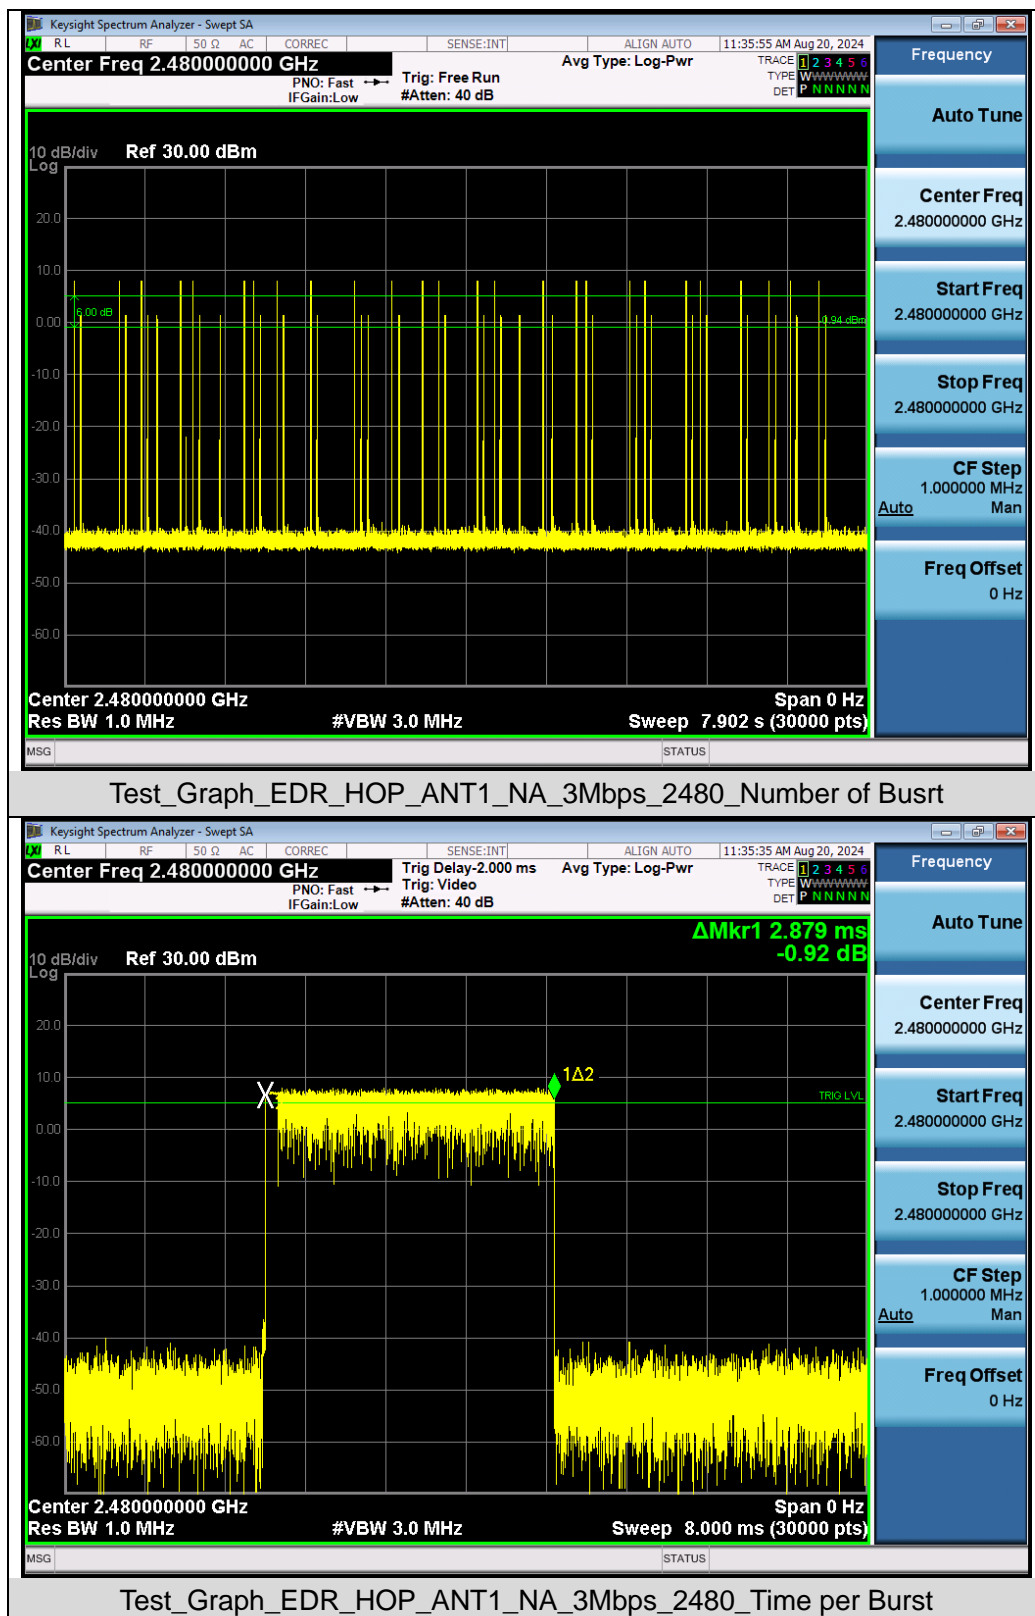 Keysight Spectrum Analyzer - Swept SA
LXI RL RF 50 Ω AC CORREC SENSE:INT ALIGN AUTO 11:35:55 AM Aug 20, 2024
Center Freq 2.480000000 GHz
PNO: Fast
IFGain:Low
Trig: Free Run
#Atten: 40 dB
Avg Type: Log-Pwr
TRACE 1 2 3 4 5 6
TYPE WWWWWW
DET P N N N N N
Frequency
Auto Tune
Center Freq
2.480000000 GHz
Start Freq
2.480000000 GHz
Stop Freq
2.480000000 GHz
CF Step
1.000000 MHz
Auto Man
Freq Offset
0 Hz
10 dB/div Ref 30.00 dBm
Log
20.0
10.0
6.00 dB
0.00
-0.94 dBm
-10.0
-20.0
-30.0
-40.0
-50.0
-60.0
Center 2.480000000 GHz Span 0 Hz
Res BW 1.0 MHz #VBW 3.0 MHz Sweep 7.902 s (30000 pts)
MSG STATUS
Test_Graph_EDR_HOP_ANT1_NA_3Mbps_2480_Number of Busrt
Keysight Spectrum Analyzer - Swept SA
LXI RL RF 50 Ω AC CORREC SENSE:INT ALIGN AUTO 11:35:35 AM Aug 20, 2024
Center Freq 2.480000000 GHz
PNO: Fast
IFGain:Low
Trig Delay-2.000 ms
Trig: Video
#Atten: 40 dB
Avg Type: Log-Pwr
TRACE 1 2 3 4 5 6
TYPE WWWWWW
DET P N N N N N
Frequency
Auto Tune
Center Freq
2.480000000 GHz
Start Freq
2.480000000 GHz
Stop Freq
2.480000000 GHz
CF Step
1.000000 MHz
Auto Man
Freq Offset
0 Hz
ΔMkr1 2.879 ms
-0.92 dB
10 dB/div Ref 30.00 dBm
Log
20.0
10.0
1Δ2
TRIG LVL
0.00
-10.0
-20.0
-30.0
-40.0
-50.0
-60.0
Center 2.480000000 GHz Span 0 Hz
Res BW 1.0 MHz #VBW 3.0 MHz Sweep 8.000 ms (30000 pts)
MSG STATUS
Test_Graph_EDR_HOP_ANT1_NA_3Mbps_2480_Time per Burst